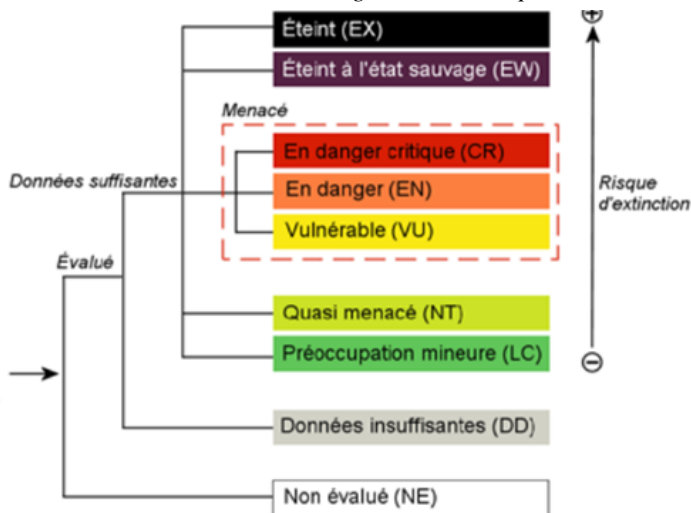 Éteint (EX)
Éteint à l'état sauvage (EW)
Menacé
En danger critique (CR)
Données suffisantes
En danger (EN)
Risque
d'extinction
Vulnérable (VU)
Évalué
Quasi menacé (NT)
Préoccupation mineure (LC)
Données insuffisantes (DD)
Non évalué (NE)